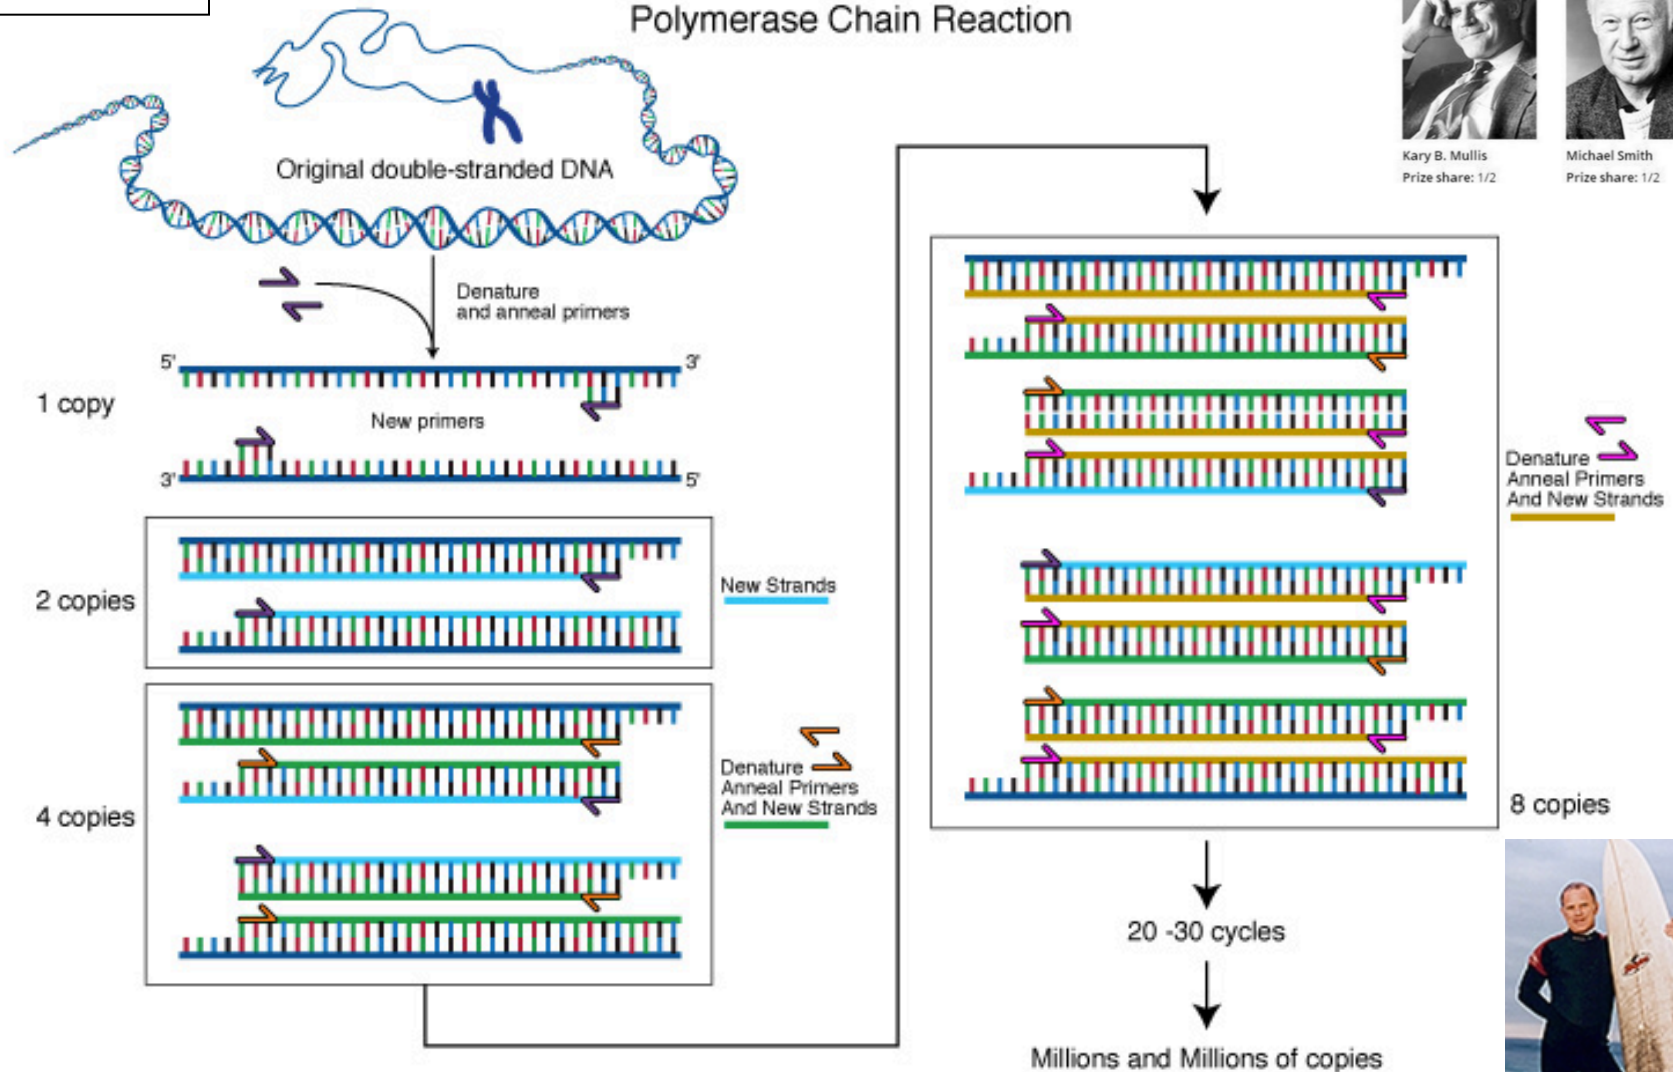 Polymerase Chain Reaction
Kary B. Mullis
Prize share: 1/2
Michael Smith
Prize share: 1/2
Original double-stranded DNA
Denature
and anneal primers
5'
3'
1 copy
New primers
3'
5'
2 copies
New Strands
4 copies
Denature
Anneal Primers
And New Strands
Denature
Anneal Primers
And New Strands
8 copies
20 -30 cycles
Millions and Millions of copies